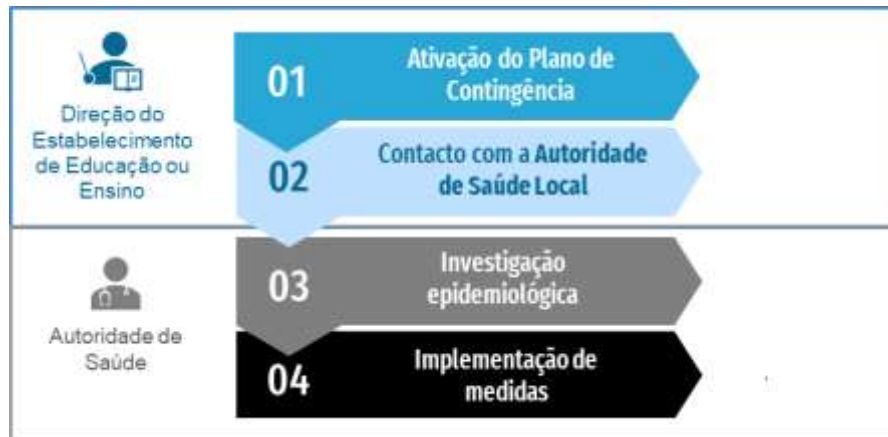 Direção do
Estabelecimento
de Educação ou
Ensino
01
Ativação do Plano de
Contingência
02
Contacto com a Autoridade
de Saúde Local
Autoridade de
Saúde
03
Investigação
epidemiológica
04
Implementação de
medidas